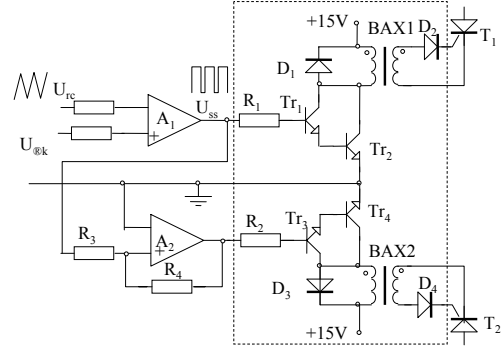 +15V
BAX1
D2
T1
D1
Urc
Uss
R1
Tr1
A1
+
U®k
Tr2
Tr3
Tr4
A2
+
R2
R3
R4
BAX2
D3
D4
T2
+15V